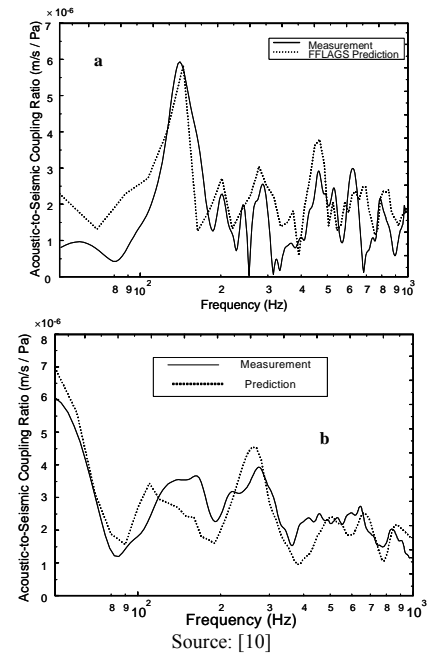 ×10⁻⁶
7
6
5
4
3
2
1
0
Acoustic-to-Seismic Coupling Ratio (m/s / Pa)
a
Measurement
FFLAGS Prediction
8 9 10² 2 3 4 5 6 7 8 9 10³
Frequency (Hz)
×10⁻⁶
8
7
6
5
4
3
2
1
0
Acoustic-to-Seismic Coupling Ratio (m/s / Pa)
Measurement
Prediction
b
8 9 10² 2 3 4 5 6 7 8 9 10³
Frequency (Hz)
Source: [10]